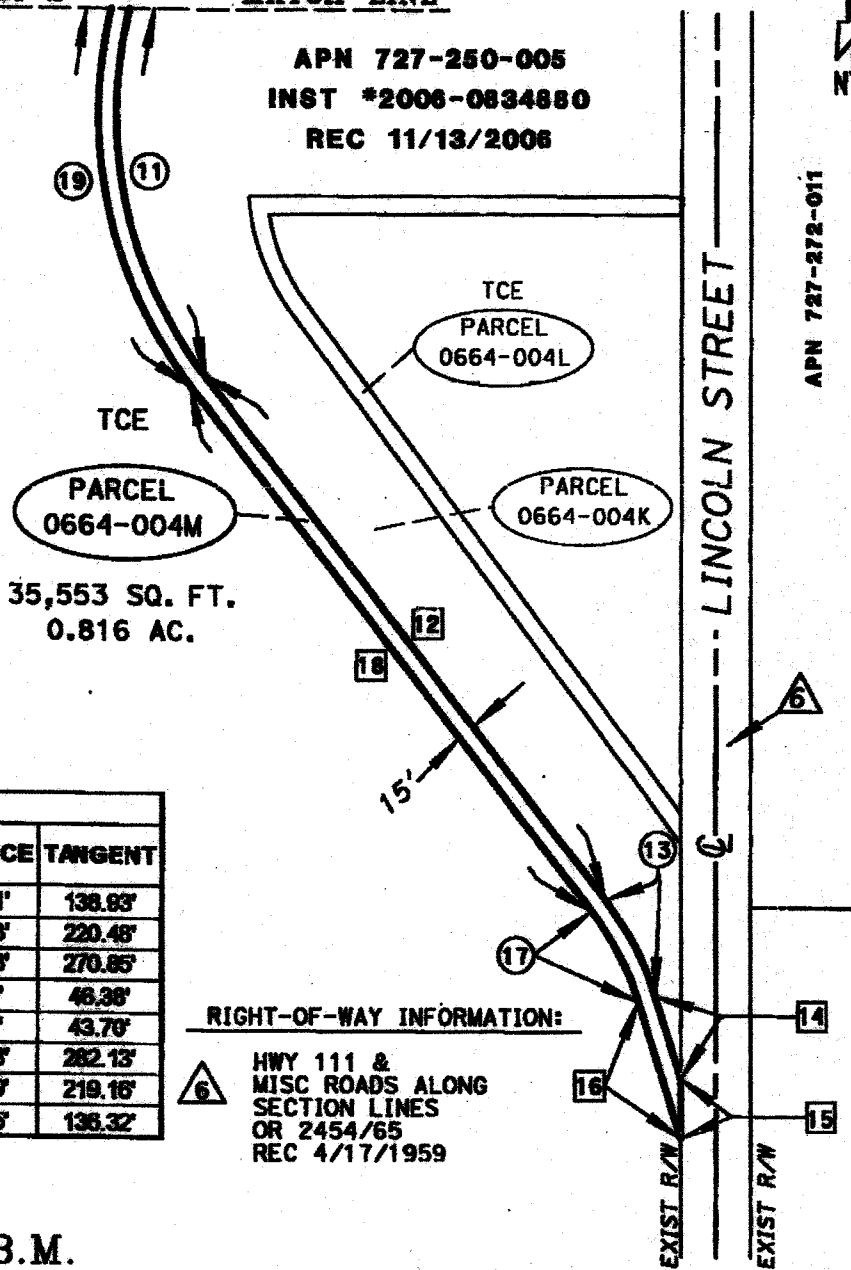 APN 727-250-005
INST #2006-0834880
REC 11/13/2006
APN 727-272-011
19
11
TCE
PARCEL
0664-004L
LINCOLN STREET
TCE
PARCEL
0664-004M
PARCEL
0664-004K
35,553 SQ. FT.
0.816 AC.
12
18
6
15'
13
TANGENT
138.93'
220.48'
270.85'
46.38'
43.70'
282.13'
219.16'
136.32'
17
14
RIGHT-OF-WAY INFORMATION:
6
HWY 111 &
MISC ROADS ALONG
SECTION LINES
OR 2454/65
REC 4/17/1959
16
15
EXIST R/W
EXIST R/W
B.M.